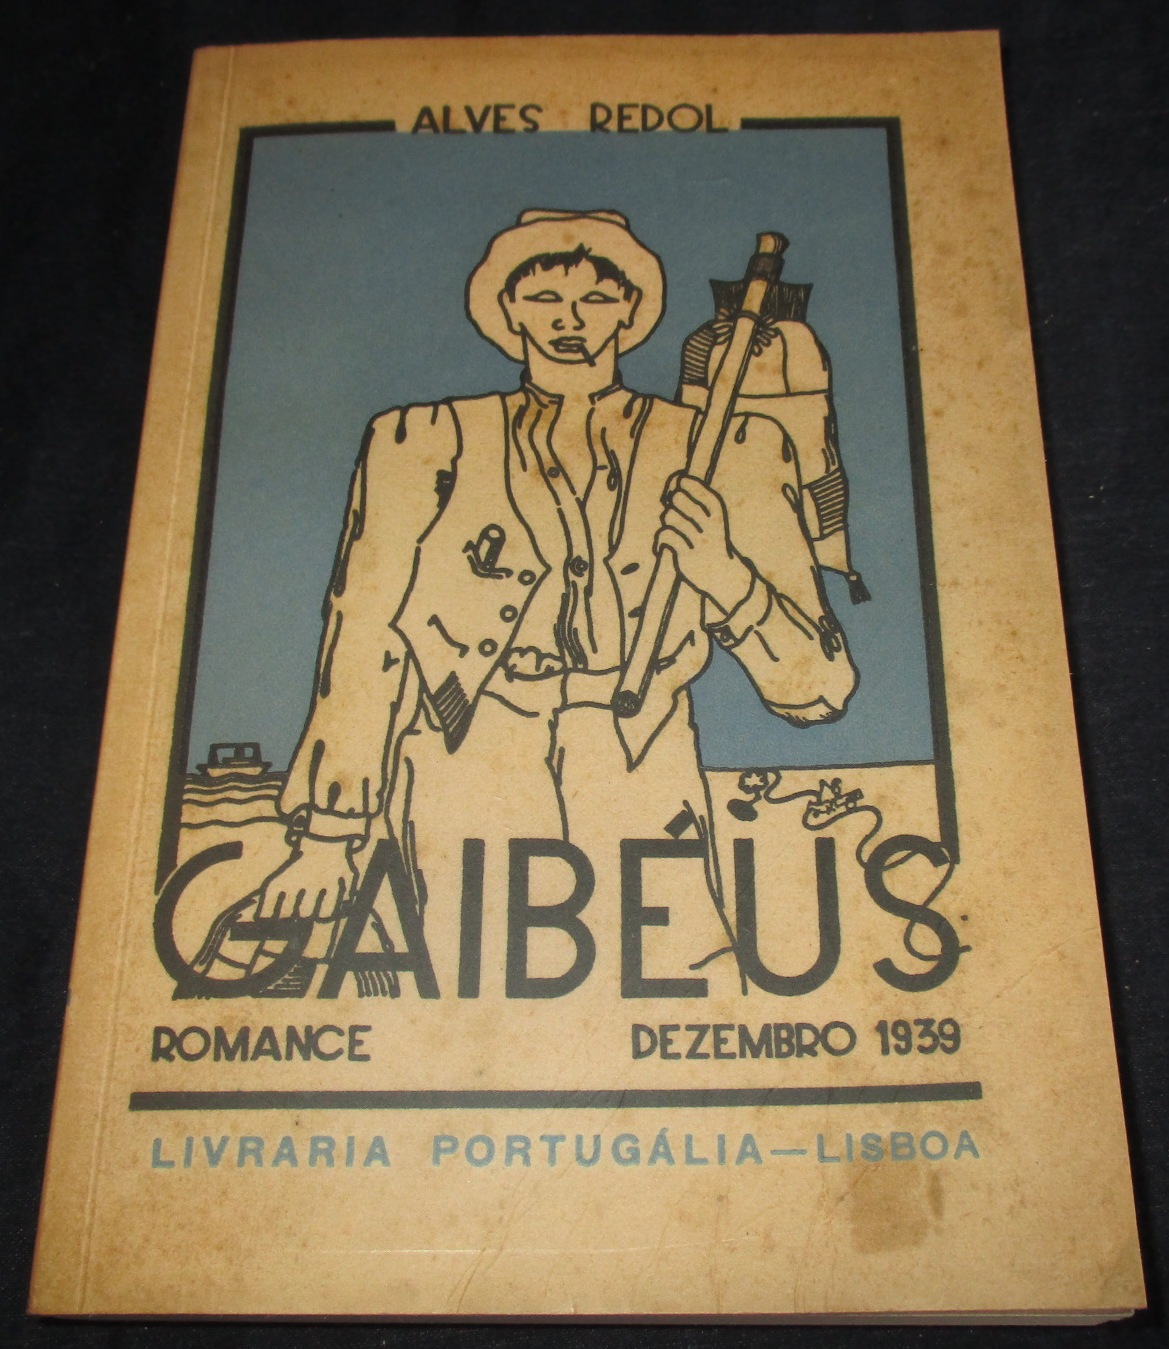 ALVES REDOL
GAIBÉUS
ROMANCE DEZEMBRO 1939
LIVRARIA PORTUGÁLIA—LISBOA